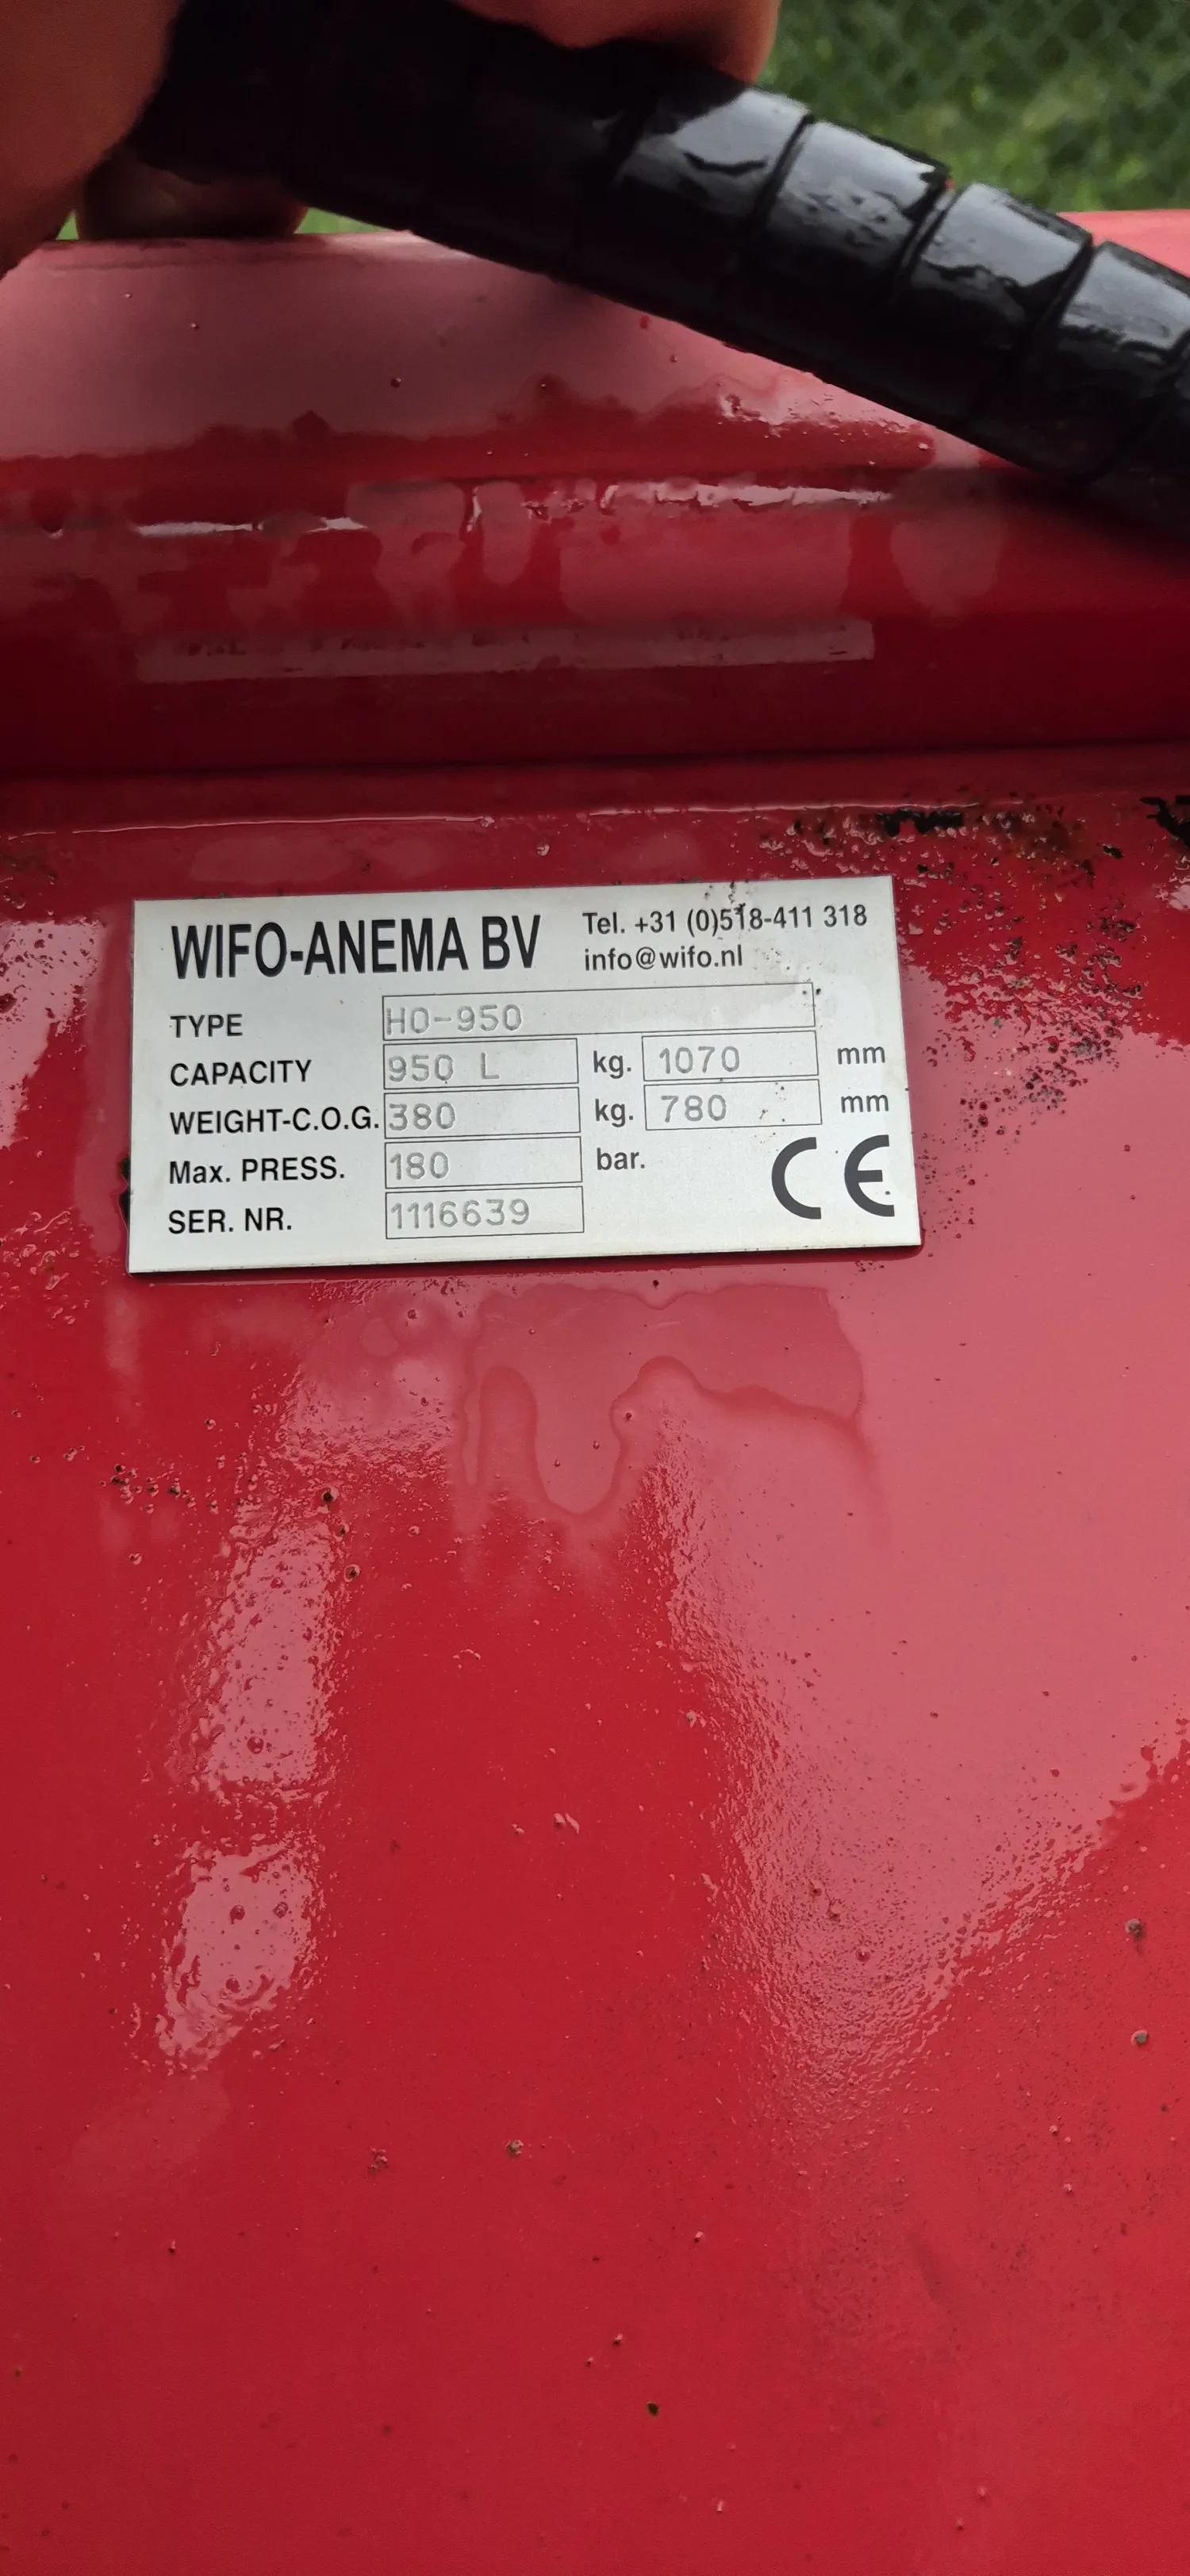 WIFO-ANEMA BV
Tel. +31 (0)518-411 318
info@wifo.nl
TYPE HO-950
CAPACITY 950 L kg. 1070 mm
WEIGHT-C.O.G. 380 kg. 780 mm
Max. PRESS. 180 bar.
SER. NR. 1116639
CE